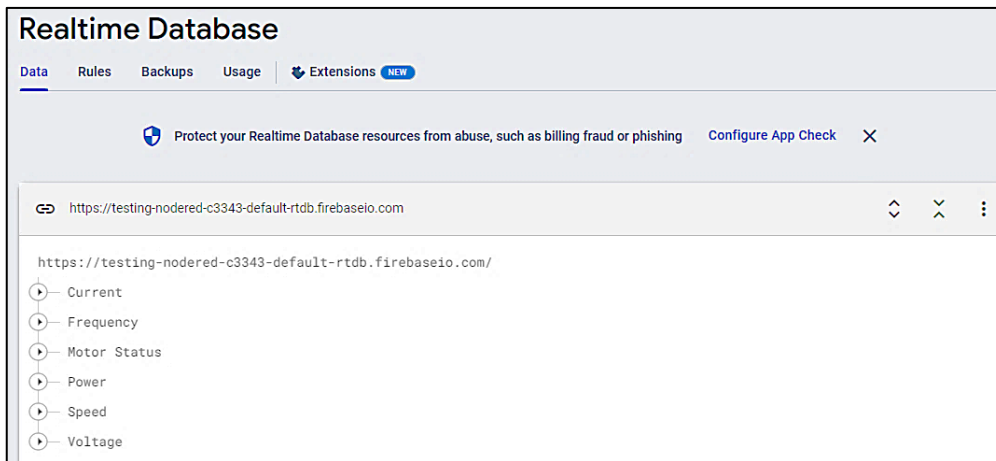 Realtime Database
Data Rules Backups Usage Extensions NEW
Protect your Realtime Database resources from abuse, such as billing fraud or phishing Configure App Check
https://testing-nodered-c3343-default-rtdb.firebaseio.com
https://testing-nodered-c3343-default-rtdb.firebaseio.com/
Current
Frequency
Motor Status
Power
Speed
Voltage